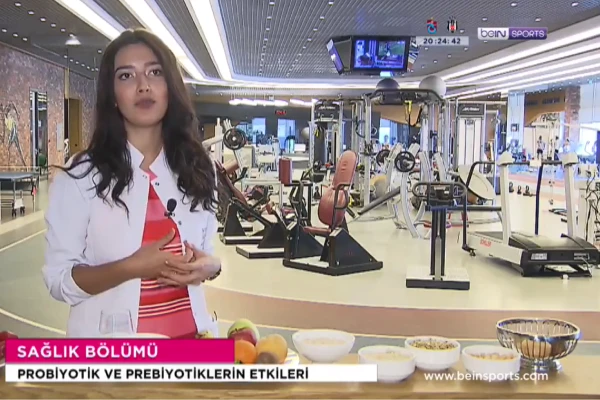 beIN SPORTS
20:24:42
SAĞLIK BÖLÜMÜ
PROBİYOTİK VE PREBİYOTİKLERİN ETKİLERİ
www.beinsports.com